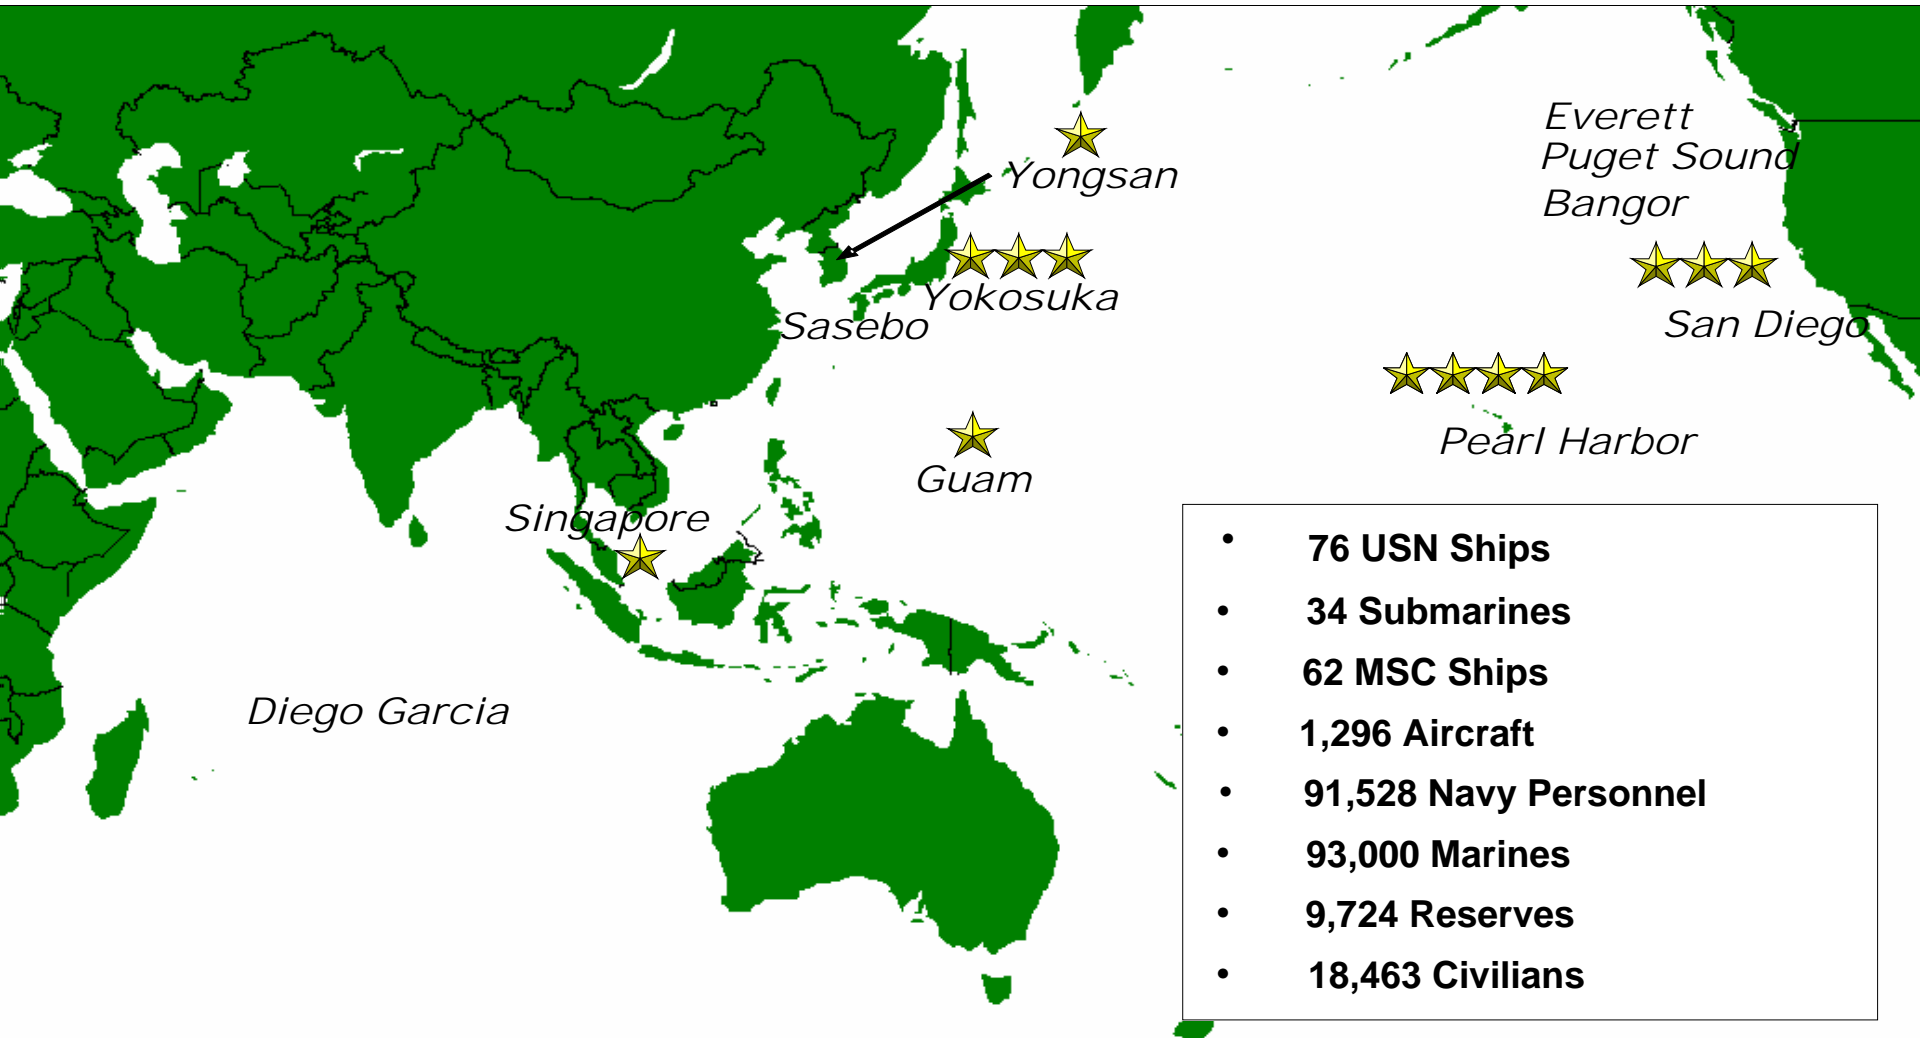 Everett
Puget Sound
Bangor
Yongsan
Yokosuka
Sasebo
San Diego
Pearl Harbor
Guam
Singapore
Diego Garcia
• 76 USN Ships
• 34 Submarines
• 62 MSC Ships
• 1,296 Aircraft
• 91,528 Navy Personnel
• 93,000 Marines
• 9,724 Reserves
• 18,463 Civilians